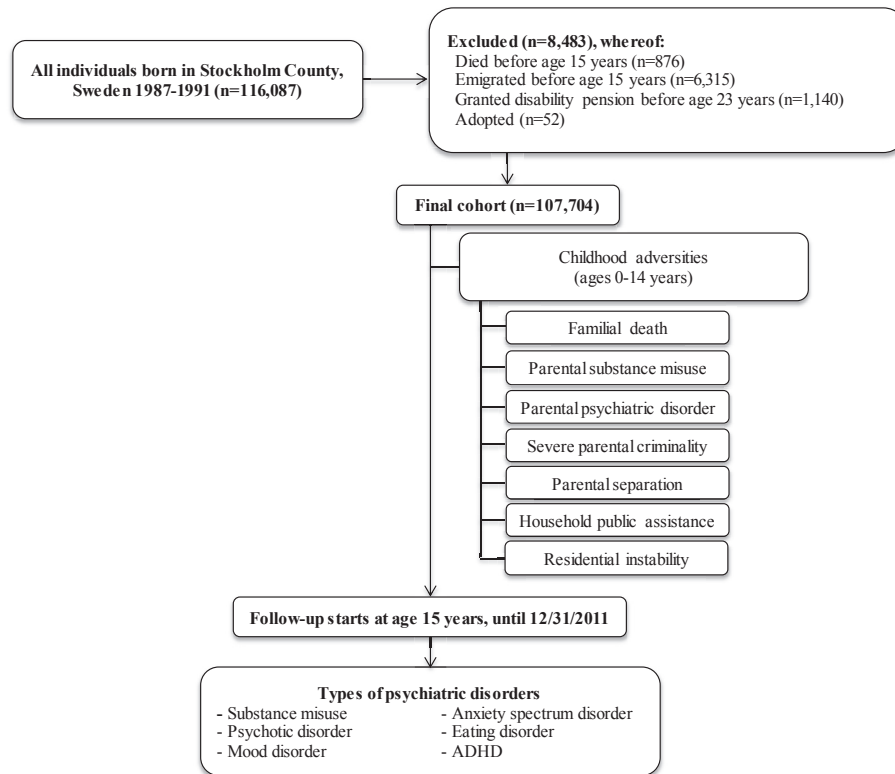 All individuals born in Stockholm County,
Sweden 1987-1991 (n=116,087)
Excluded (n=8,483), whereof:
Died before age 15 years (n=876)
Emigrated before age 15 years (n=6,315)
Granted disability pension before age 23 years (n=1,140)
Adopted (n=52)
Final cohort (n=107,704)
Childhood adversities
(ages 0-14 years)
Familial death
Parental substance misuse
Parental psychiatric disorder
Severe parental criminality
Parental separation
Household public assistance
Residential instability
Follow-up starts at age 15 years, until 12/31/2011
Types of psychiatric disorders
- Substance misuse
- Psychotic disorder
- Mood disorder
- Anxiety spectrum disorder
- Eating disorder
- ADHD